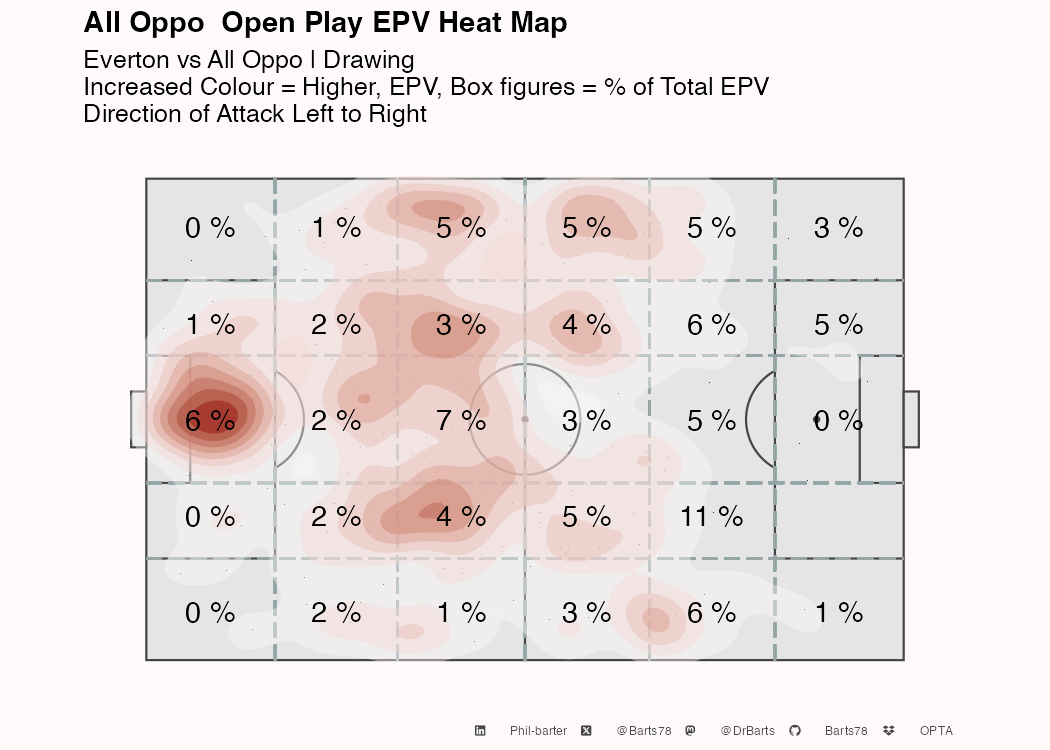 All Oppo  Open Play EPV Heat Map
Everton vs All Oppo | Drawing
Increased Colour = Higher, EPV, Box figures = % of Total EPV
Direction of Attack Left to Right
0 % 1 % 5 % 5 % 5 % 3 %
1 % 2 % 3 % 4 % 6 % 5 %
6 % 2 % 7 % 3 % 5 % 0 %
0 % 2 % 4 % 5 % 11 %
0 % 2 % 1 % 3 % 6 % 1 %
Phil-barter @Barts78 @DrBarts Barts78 OPTA